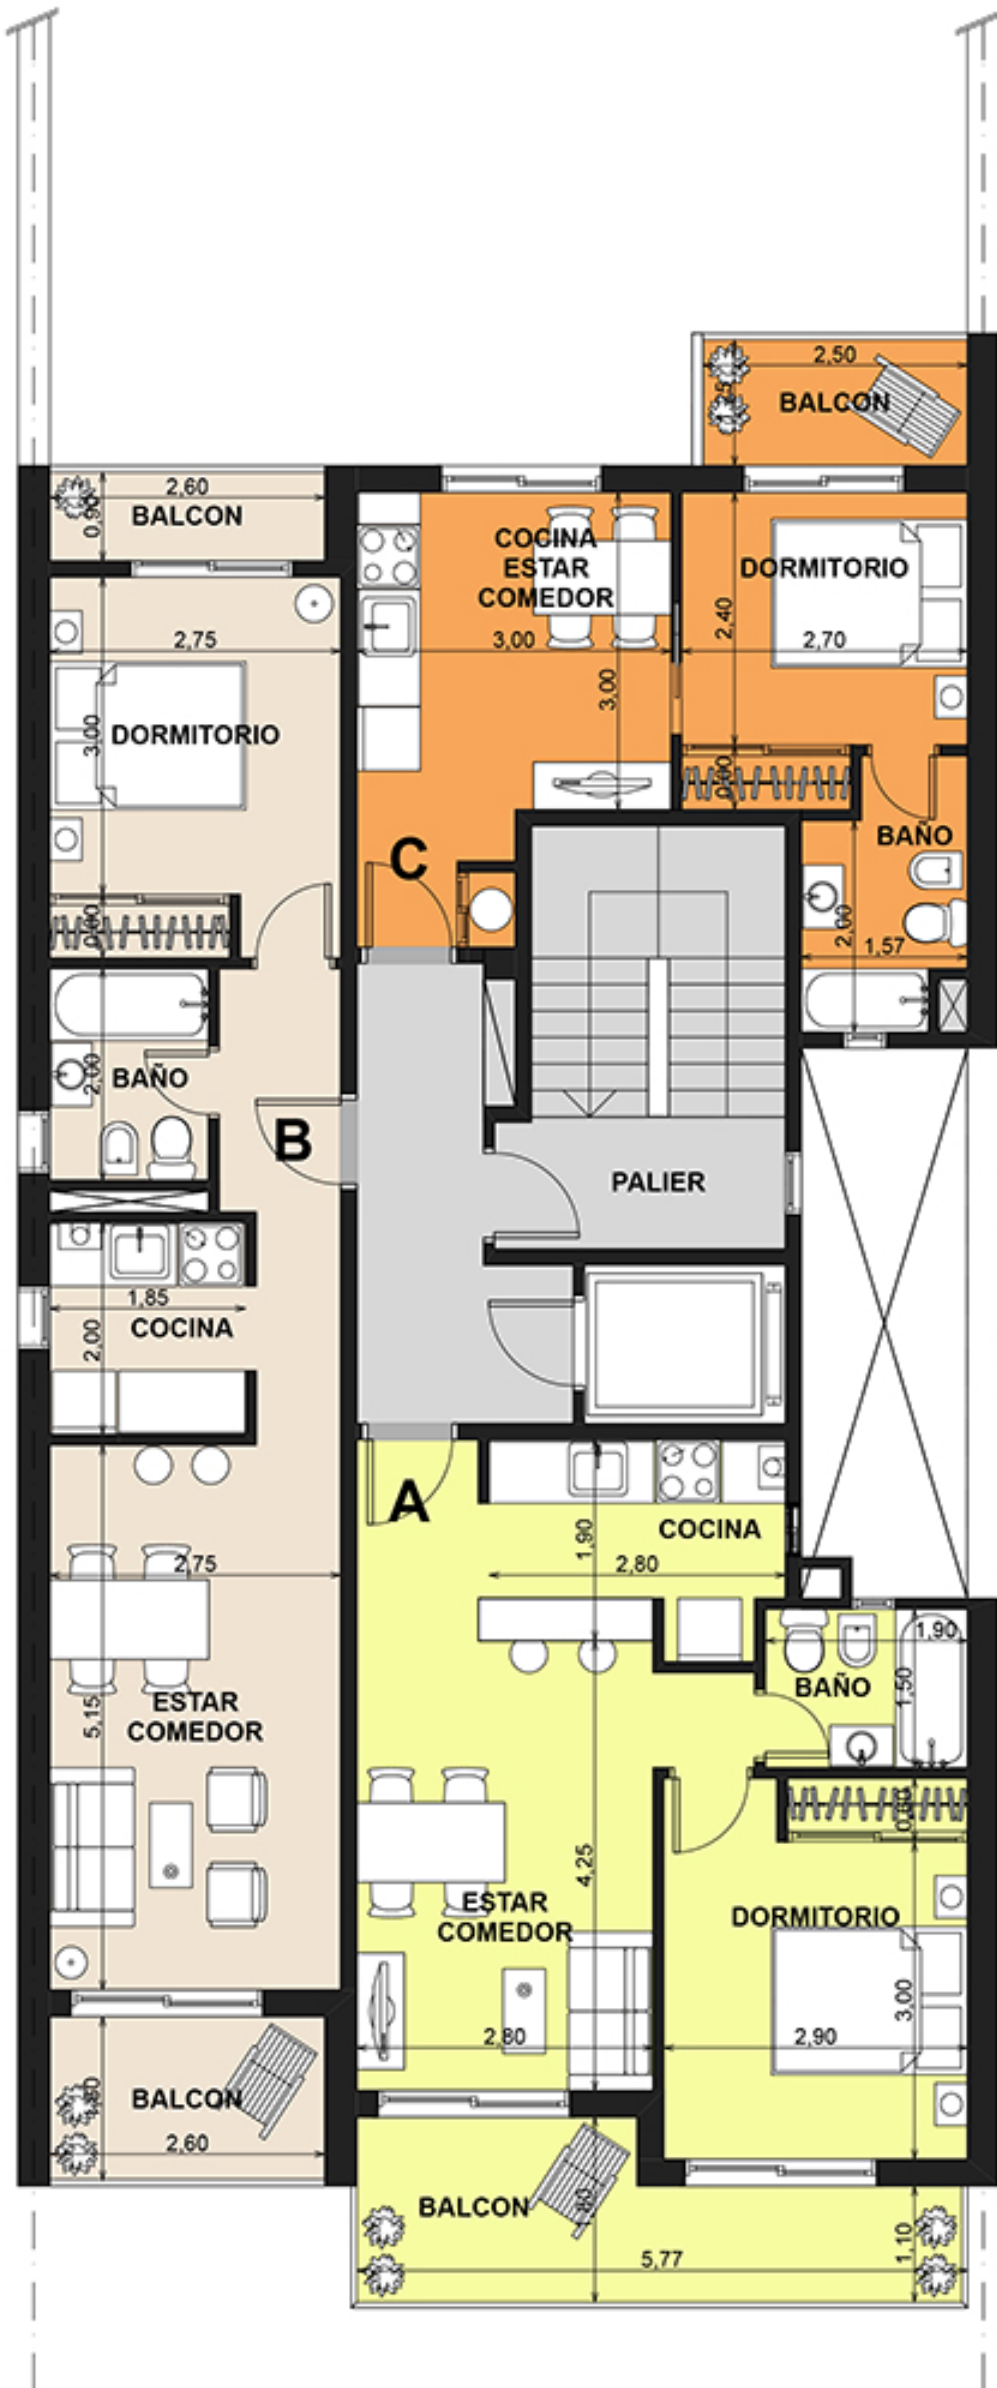 2,50
BALCON
2,60
0,90
BALCON
COCINA
ESTAR
COMEDOR
DORMITORIO
2,40
2,75
3,00
2,70
3,00
3,00
DORMITORIO
0,60
C
BAÑO
0,60
2,00
1,57
2,00
BAÑO
B
PALIER
1,85
COCINA
2,00
A
COCINA
1,90
2,80
2,75
1,90
BAÑO
1,50
5,15
ESTAR
COMEDOR
0,60
4,25
ESTAR
COMEDOR
DORMITORIO
3,00
2,80
2,90
BALCON
1,80
2,60
BALCON
1,80
1,10
5,77